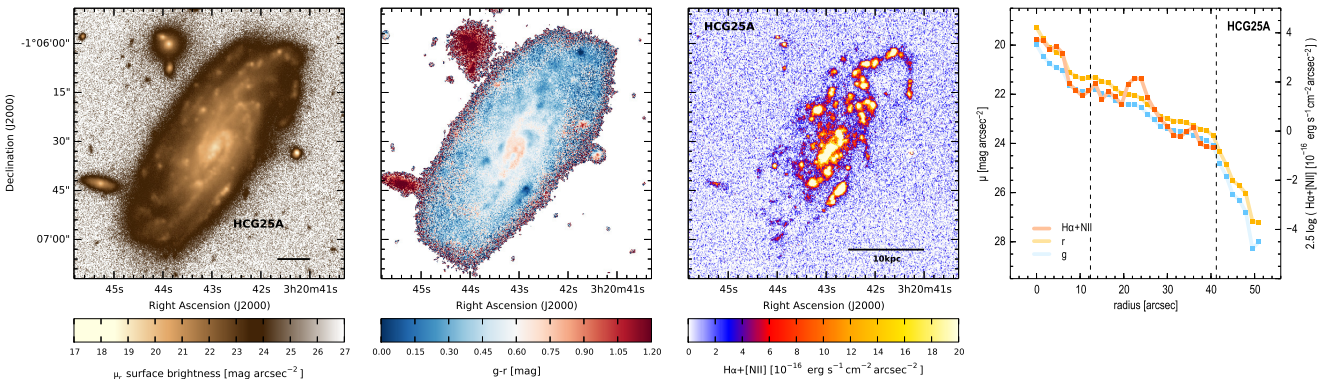 -1°06'00"
15"
30"
45"
07'00"
Declination (J2000)
HCG25A
45s 44s 43s 42s 3h20m41s
Right Ascension (J2000)
17 18 19 20 21 22 23 24 25 26 27
μr surface brightness [mag arcsec⁻²]
45s 44s 43s 42s 3h20m41s
Right Ascension (J2000)
0.00 0.15 0.30 0.45 0.60 0.75 0.90 1.05 1.20
g-r [mag]
HCG25A
10kpc
45s 44s 43s 42s 3h20m41s
Right Ascension (J2000)
0 2 4 6 8 10 12 14 16 18 20
Hα+[NII] [10⁻¹⁶ erg s⁻¹ cm⁻² arcsec⁻²]
HCG25A
20
22
24
26
28
μ [mag arcsec⁻²]
Hα+NII
r
g
0 10 20 30 40 50
radius [arcsec]
4
2
0
−2
−4
2.5 log ( Hα+[NII] [10⁻¹⁶ erg s⁻¹ cm⁻² arcsec⁻²]